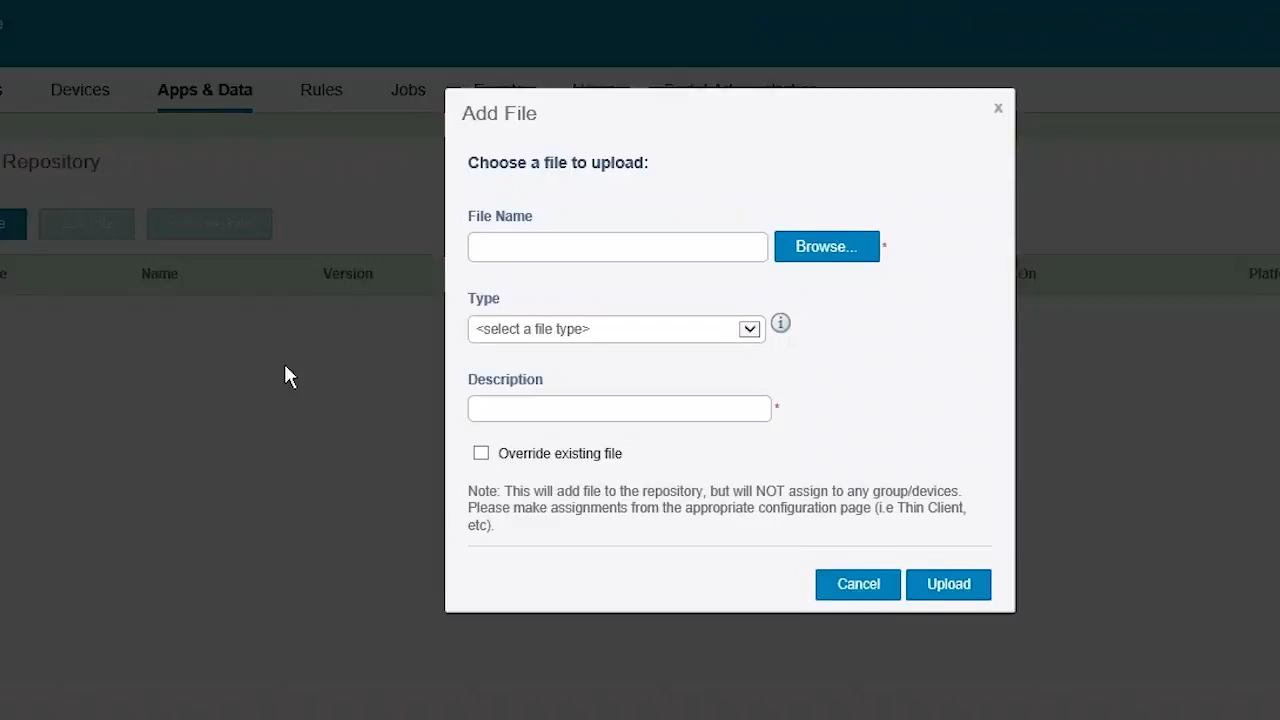 Devices
Apps & Data
Rules
Jobs
Repository
Name
Version
On
Add File
x
Choose a file to upload:
File Name
Browse...
*
Type
<select a file type>
i
Description
*
Override existing file
Note: This will add file to the repository, but will NOT assign to any group/devices.
Please make assignments from the appropriate configuration page (i.e Thin Client,
etc).
Cancel
Upload